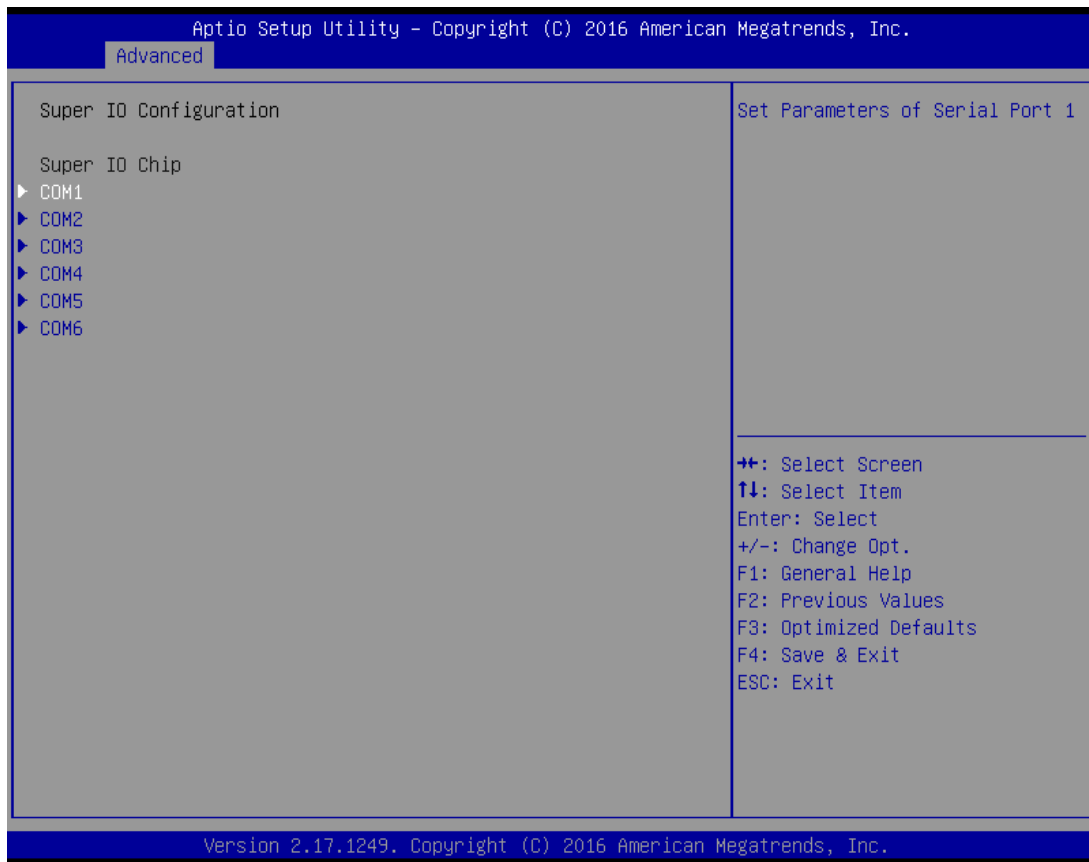 Aptio Setup Utility – Copyright (C) 2016 American Megatrends, Inc.
Advanced
Super IO Configuration
Super IO Chip
COM1
COM2
COM3
COM4
COM5
COM6
Set Parameters of Serial Port 1
→←: Select Screen
↑↓: Select Item
Enter: Select
+/-: Change Opt.
F1: General Help
F2: Previous Values
F3: Optimized Defaults
F4: Save & Exit
ESC: Exit
Version 2.17.1249. Copyright (C) 2016 American Megatrends, Inc.